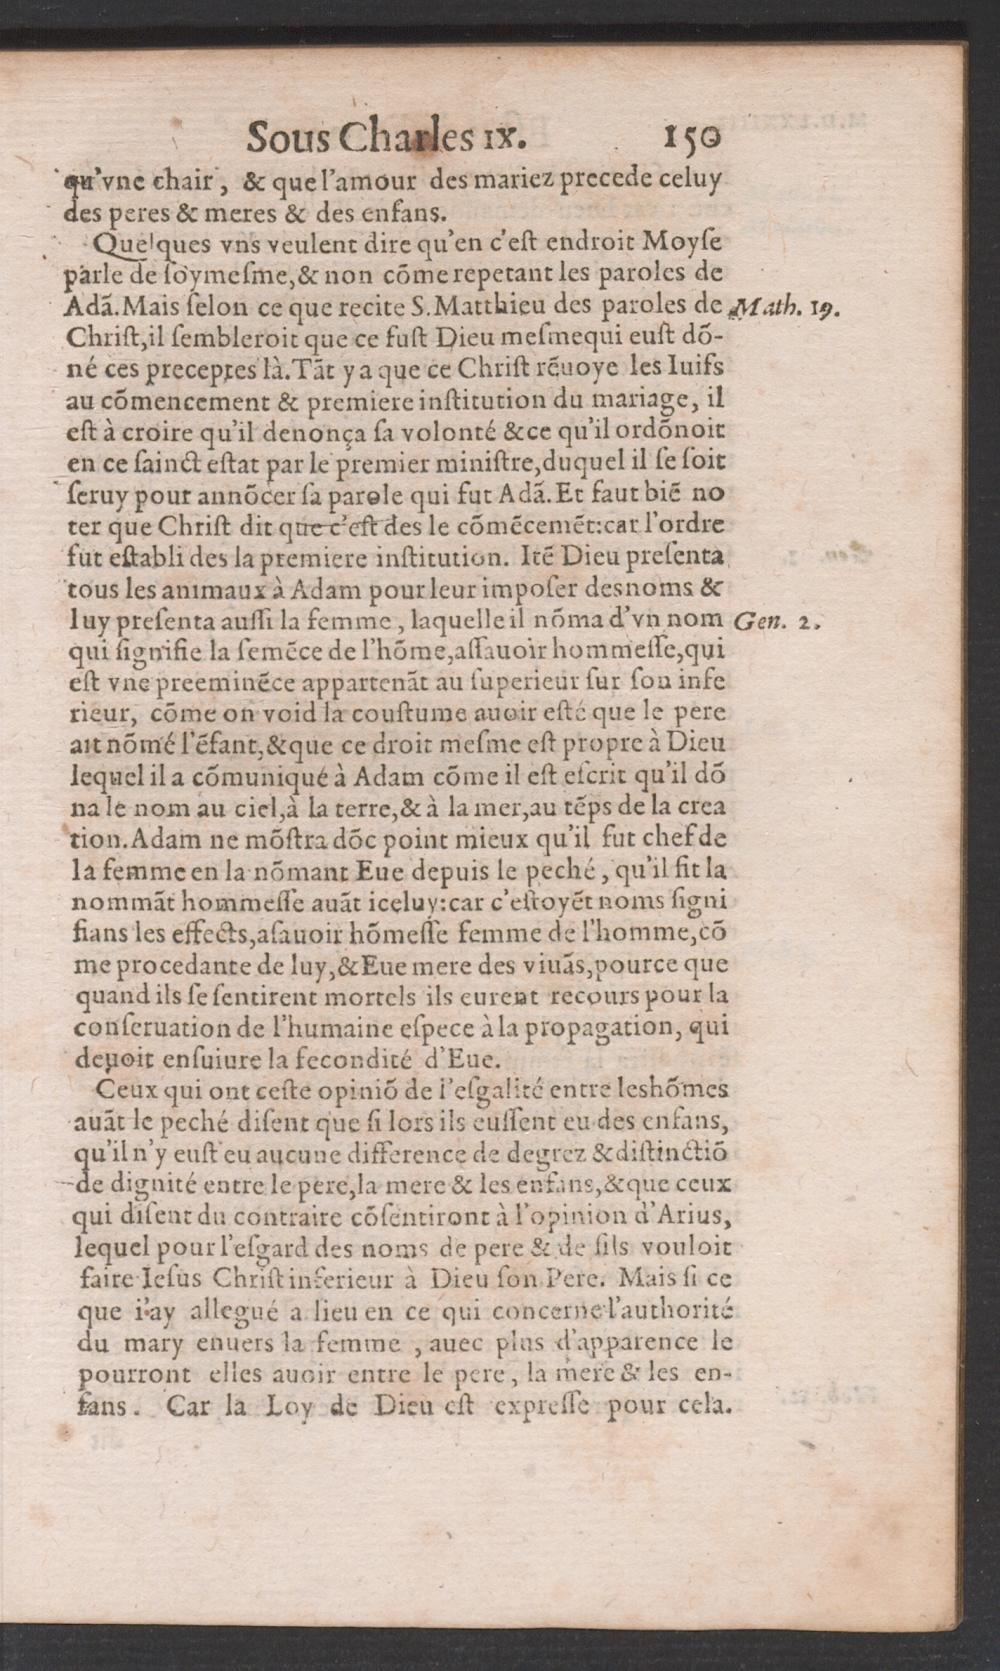 Sous Charles IX. 150
qu'vne chair, & que l'amour des mariez precede celuy
des peres & meres & des enfans.
Quelques vns veulent dire qu'en c'eſt endroit Moyſe
parle de ſoymeſme, & non cõme repetant les paroles de
Adã. Mais ſelon ce que recite S. Matthieu des paroles de
Math. 19.
Chriſt, il ſembleroit que ce fuſt Dieu meſmequi euſt dõ-
né ces preceptes là. Tãt y a que ce Chriſt rẽuoye les Iuifs
au cõmencement & premiere inſtitution du mariage, il
eſt à croire qu'il denonça ſa volonté & ce qu'il ordõnoit
en ce ſainct eſtat par le premier miniſtre, duquel il ſe ſoit
ſeruy pour annõcer ſa parole qui fut Adã. Et faut biẽ no
ter que Chriſt dit que c'eſt des le cõmẽcemẽt: car l'ordre
fut eſtabli des la premiere inſtitution. Itẽ Dieu preſenta
tous les animaux à Adam pour leur impoſer desnoms &
luy preſenta auſſi la femme, laquelle il nõma d'vn nom
Gen. 2.
qui ſignifie la ſemẽce de l'hõme, aſſauoir hommeſſe, qui
eſt vne preeminẽce appartenãt au ſuperieur ſur ſon infe
rieur, cõme on void la couſtume auoir eſté que le pere
ait nõmé l'ẽfant, & que ce droit meſme eſt propre à Dieu
lequel il a cõmuniqué à Adam cõme il eſt eſcrit qu'il dõ
na le nom au ciel, à la terre, & à la mer, au tẽps de la crea
tion. Adam ne mõſtra dõc point mieux qu'il fut chef de
la femme en la nõmant Eue depuis le peché, qu'il fit la
nommãt hommeſſe auãt iceluy: car c'eſtoyẽt noms ſigni
fians les effects, aſauoir hõmeſſe femme de l'homme, cõ
me procedante de luy, & Eue mere des viuãs, pource que
quand ils ſe ſentirent mortels ils eurent recours pour la
conſeruation de l'humaine eſpece à la propagation, qui
deuoit enſuiure la fecondité d'Eue.
Ceux qui ont ceſte opiniõ de l'eſgalité entre leshõmes
auãt le peché diſent que ſi lors ils euſſent eu des enfans,
qu'il n'y euſt eu aucune difference de degrez & diſtinctiõ
de dignité entre le pere, la mere & les enfans, & que ceux
qui diſent du contraire cõſentiront à l'opinion d'Arius,
lequel pour l'eſgard des noms de pere & de fils vouloit
faire Ieſus Chriſt inferieur à Dieu ſon Pere. Mais ſi ce
que i'ay allegué a lieu en ce qui concerne l'authorité
du mary enuers la femme, auec plus d'apparence le
pourront elles auoir entre le pere, la mere & les en-
fans. Car la Loy de Dieu eſt expreſſe pour cela.